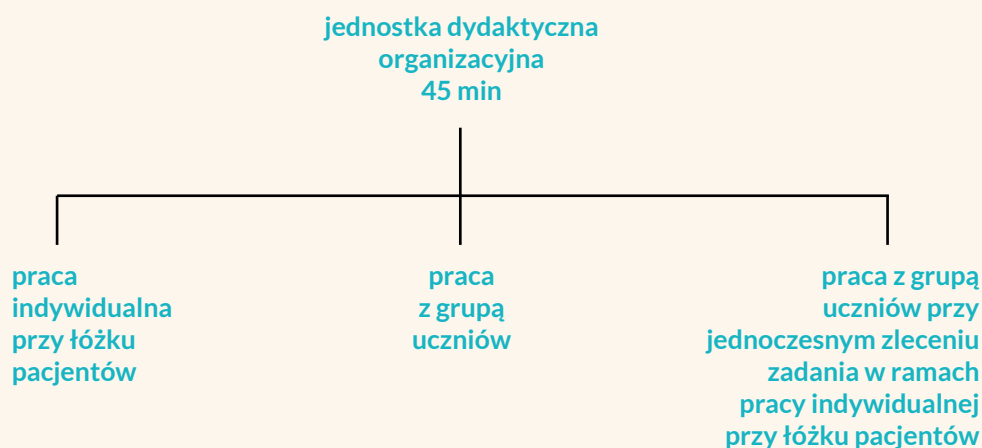 jednostka dydaktyczna
organizacyjna
45 min
praca
indywidualna
przy łóżku
pacjentów
praca
z grupą
uczniów
praca z grupą
uczniów przy
jednoczesnym zleceniu
zadania w ramach
pracy indywidualnej
przy łóżku pacjentów